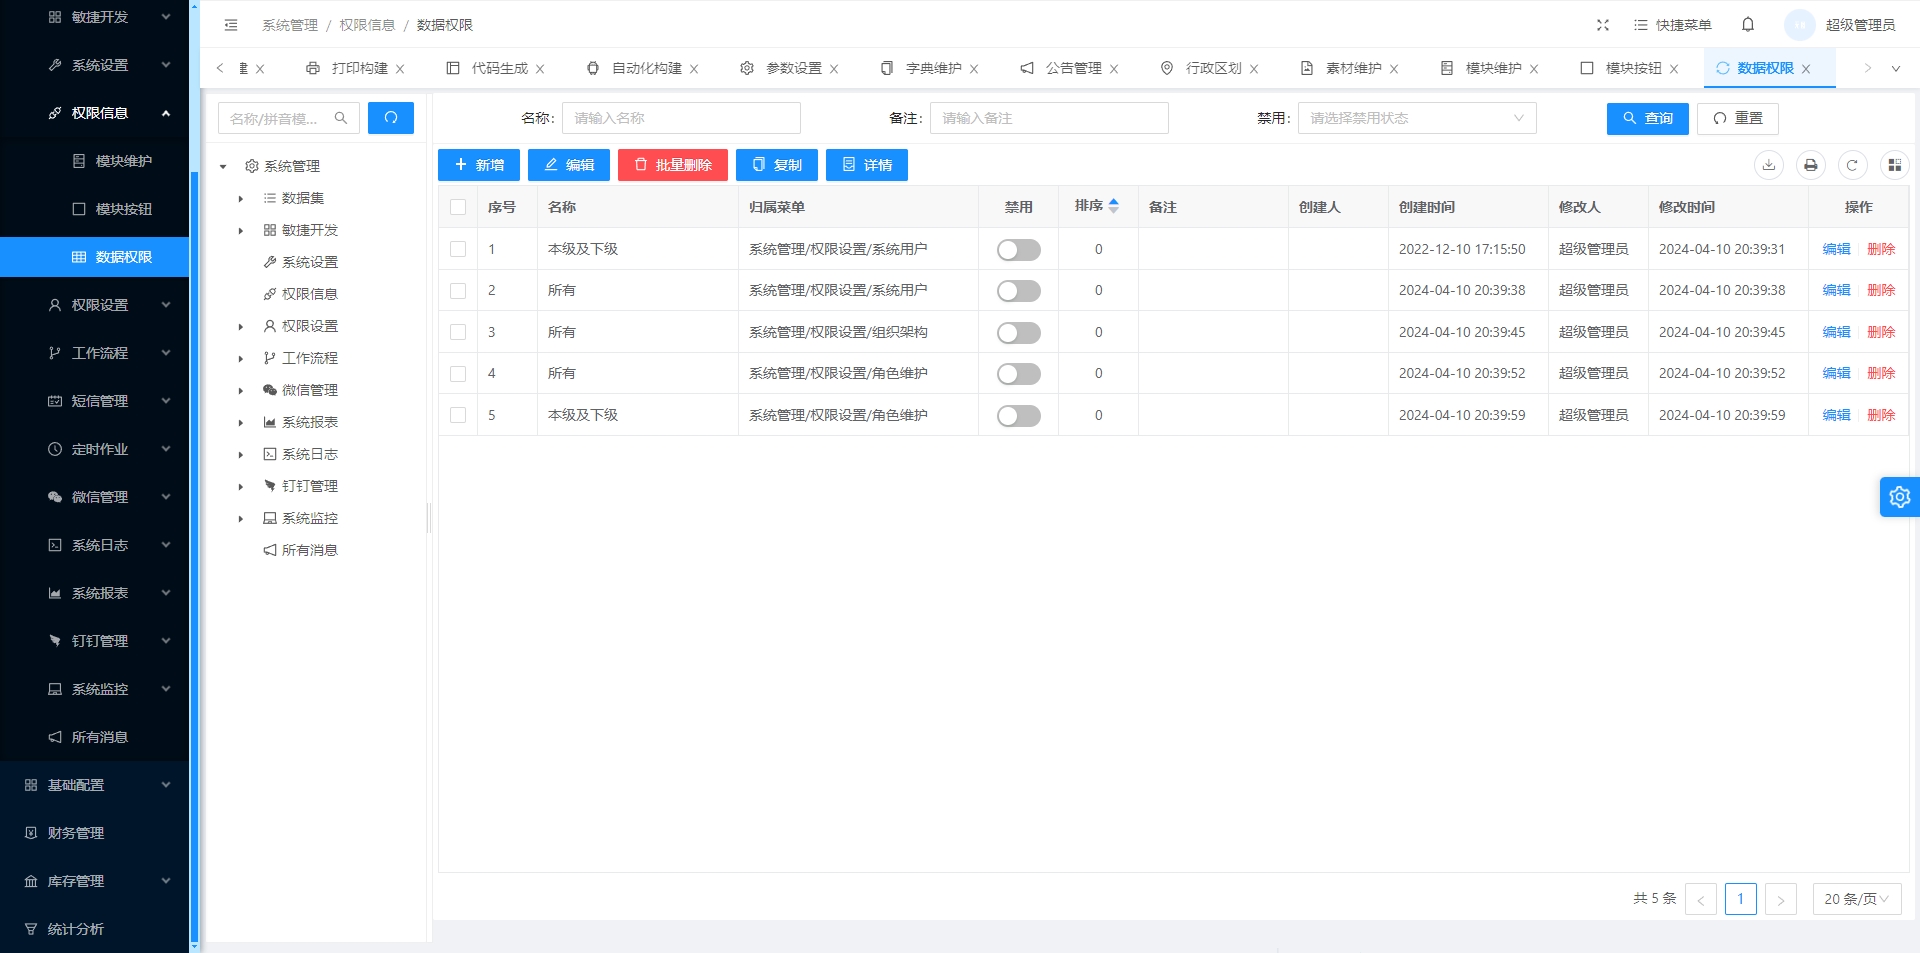 敏捷开发
系统设置
权限信息
模块维护
模块按钮
数据权限
权限设置
工作流程
短信管理
定时作业
微信管理
系统日志
系统报表
钉钉管理
系统监控
所有消息
基础配置
财务管理
库存管理
统计分析
系统管理 / 权限信息 / 数据权限
快捷菜单
超级管理员
打印构建 代码生成 自动化构建 参数设置 字典维护 公告管理 行政区划 素材维护 模块维护 模块按钮 数据权限
名称/拼音模...
系统管理
数据集
敏捷开发
系统设置
权限信息
权限设置
工作流程
微信管理
系统报表
系统日志
钉钉管理
系统监控
所有消息
名称: 请输入名称 备注: 请输入备注 禁用: 请选择禁用状态 查询 重置
新增 编辑 批量删除 复制 详情
序号 名称 归属菜单 禁用 排序 备注 创建人 创建时间 修改人 修改时间 操作
1 本级及下级 系统管理/权限设置/系统用户 0 2022-12-10 17:15:50 超级管理员 2024-04-10 20:39:31 编辑 删除
2 所有 系统管理/权限设置/系统用户 0 2024-04-10 20:39:38 超级管理员 2024-04-10 20:39:38 编辑 删除
3 所有 系统管理/权限设置/组织架构 0 2024-04-10 20:39:45 超级管理员 2024-04-10 20:39:45 编辑 删除
4 所有 系统管理/权限设置/角色维护 0 2024-04-10 20:39:52 超级管理员 2024-04-10 20:39:52 编辑 删除
5 本级及下级 系统管理/权限设置/角色维护 0 2024-04-10 20:39:59 超级管理员 2024-04-10 20:39:59 编辑 删除
共 5 条 < 1 > 20 条/页